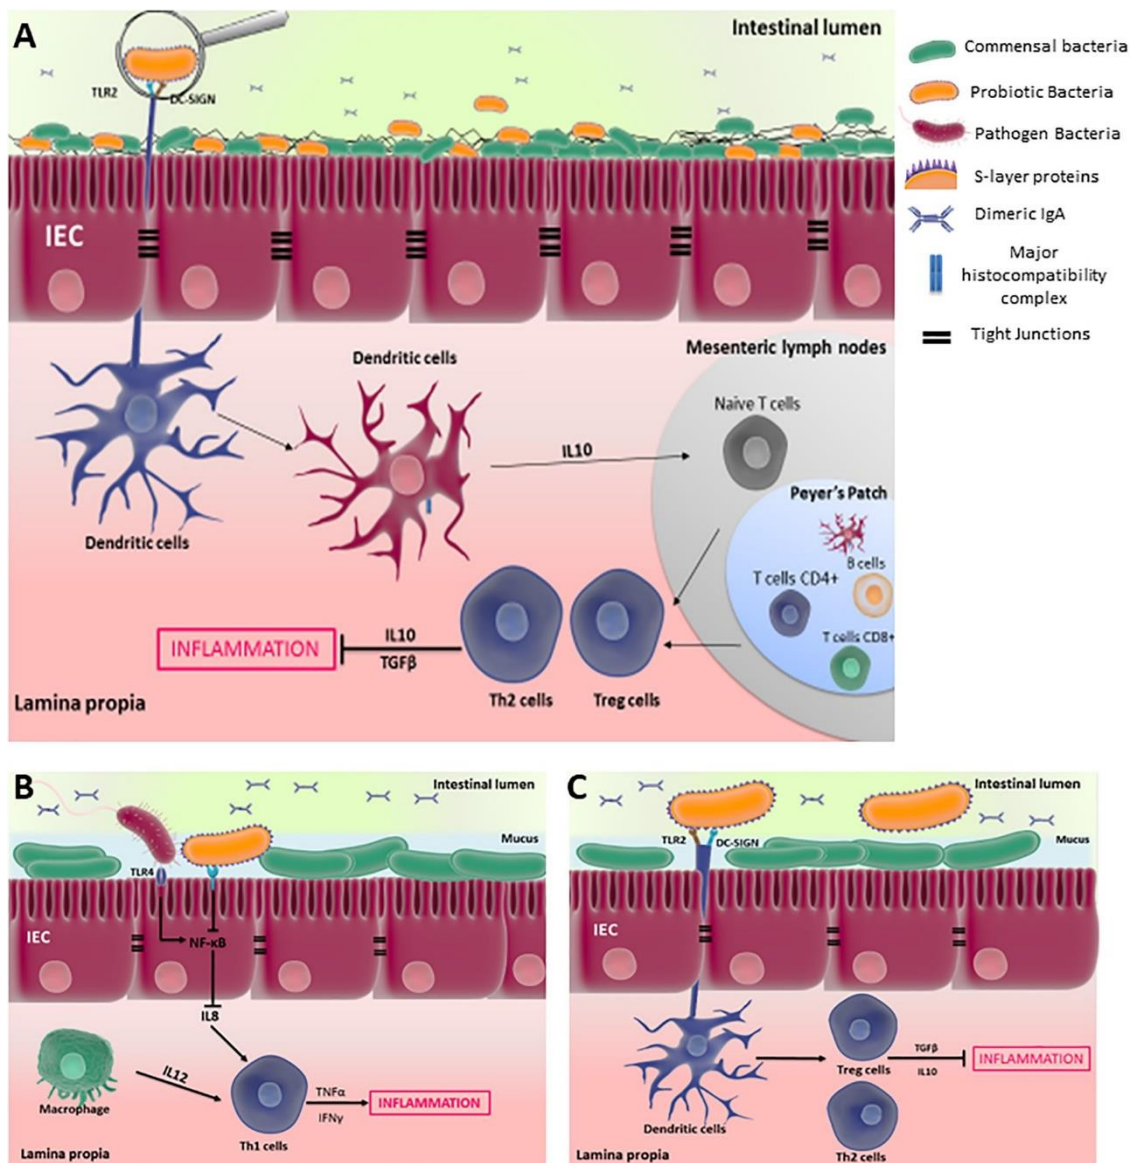 A
Intestinal lumen
TLR2
DC-SIGN
IEC
Dendritic cells
Mesenteric lymph nodes
Naive T cells
IL10
Peyer's Patch
B cells
T cells CD4+
T cells CD8+
Dendritic cells
INFLAMMATION
IL10
TGFβ
Th2 cells
Treg cells
Lamina propia
Commensal bacteria
Probiotic Bacteria
Pathogen Bacteria
S-layer proteins
Dimeric IgA
Major
histocompatibility
complex
Tight Junctions
B
Intestinal lumen
Mucus
TLR4
IEC
NF-κB
IL8
IL12
Macrophage
TNFα
IFNγ
INFLAMMATION
Th1 cells
Lamina propia
C
Intestinal lumen
TLR2
DC-SIGN
Mucus
IEC
TGFβ
IL10
INFLAMMATION
Treg cells
Dendritic cells
Th2 cells
Lamina propia